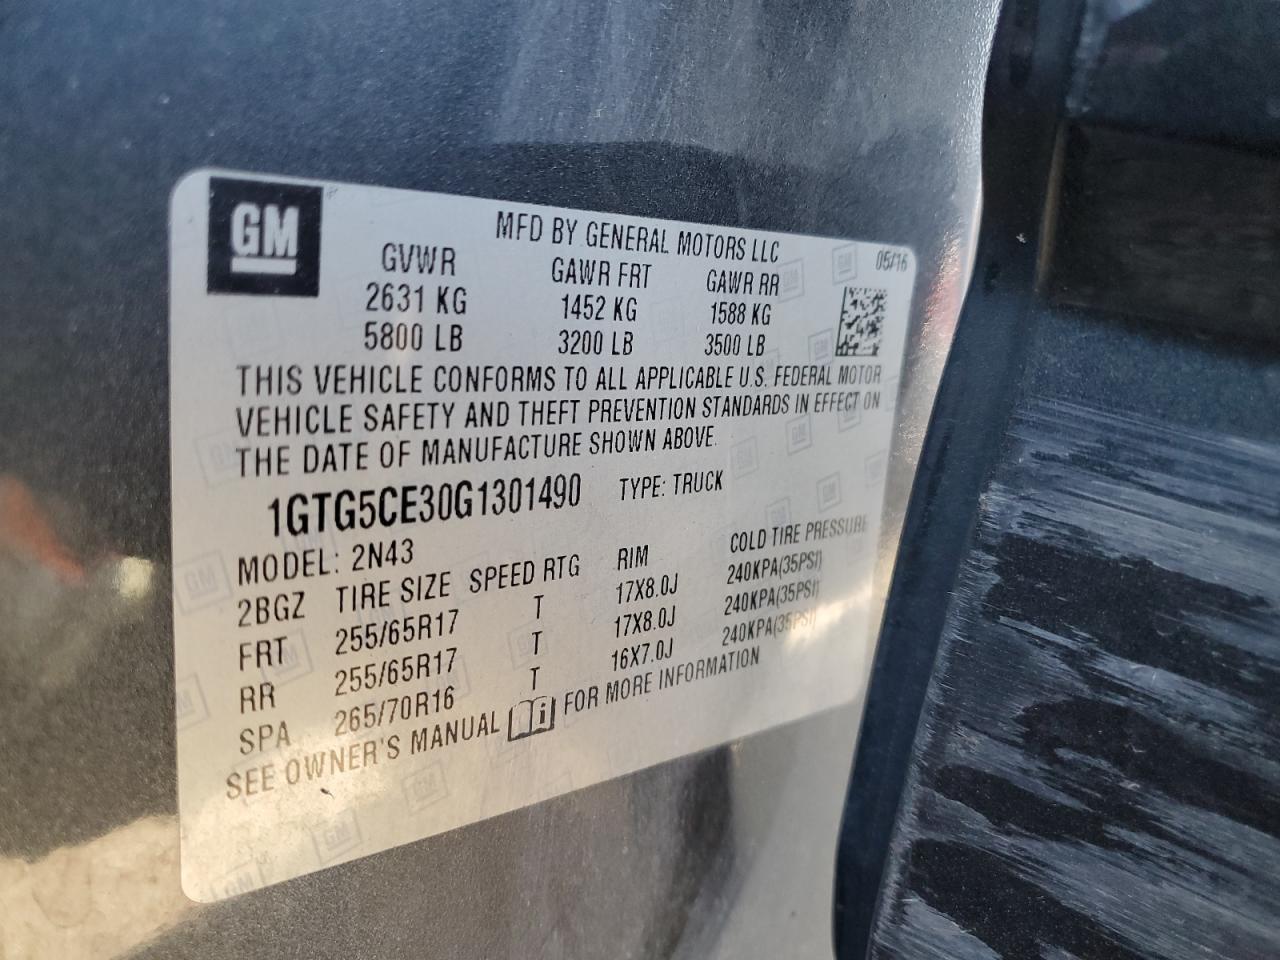 GM
MFD BY GENERAL MOTORS LLC
05/16
GVWR GAWR FRT GAWR RR
2631 KG 1452 KG 1588 KG
5800 LB 3200 LB 3500 LB
THIS VEHICLE CONFORMS TO ALL APPLICABLE U.S. FEDERAL MOTOR
VEHICLE SAFETY AND THEFT PREVENTION STANDARDS IN EFFECT ON
THE DATE OF MANUFACTURE SHOWN ABOVE.
1GTG5CE30G1301490 TYPE: TRUCK
MODEL: 2N43
2BGZ TIRE SIZE SPEED RTG RIM COLD TIRE PRESSURE
FRT 255/65R17 T 17X8.0J 240KPA(35PSI)
RR 255/65R17 T 17X8.0J 240KPA(35PSI)
SPA 265/70R16 T 16X7.0J 240KPA(35PSI)
SEE OWNER'S MANUAL i FOR MORE INFORMATION